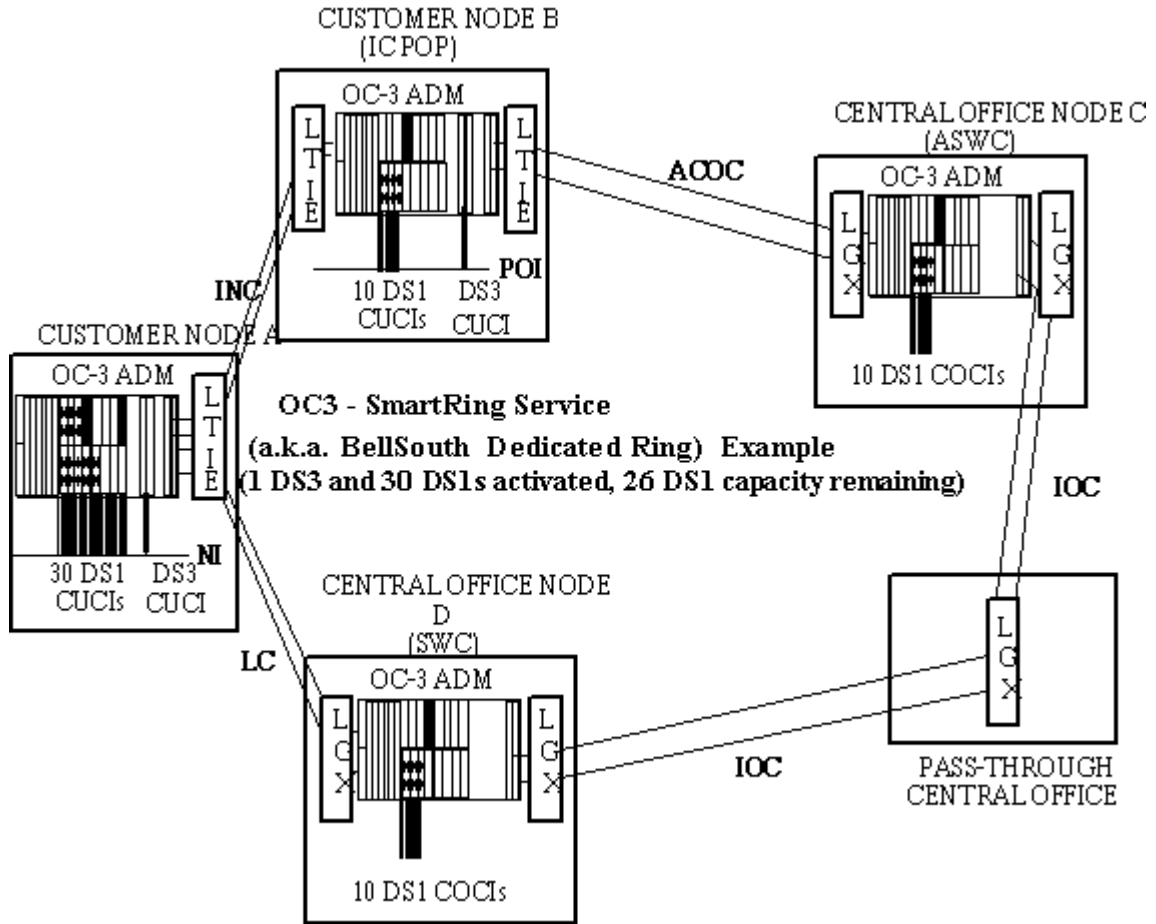 CUSTOMER NODE B
(IC POP)
OC-3 ADM
L
T
IE
L
T
IE
POI
10 DS1
CUCIs
DS3
CUCI
INC
ACOC
CENTRAL OFFICE NODE C
(ASWC)
OC-3 ADM
L
G
X
L
G
X
10 DS1 COCIs
CUSTOMER NODE A
OC-3 ADM
L
T
IE
NI
30 DS1
CUCIs
DS3
CUCI
OC3 - SmartRing Service
(a.k.a. BellSouth Dedicated Ring) Example
(1 DS3 and 30 DS1s activated, 26 DS1 capacity remaining)
IOC
LC
CENTRAL OFFICE NODE
D
(SWC)
OC-3 ADM
L
G
X
L
G
X
10 DS1 COCIs
IOC
L
G
X
PASS-THROUGH
CENTRAL OFFICE